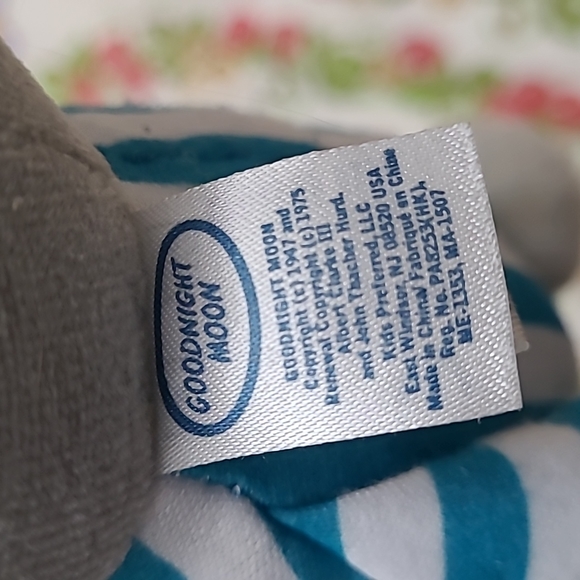 GOODNIGHT
MOON
GOODNIGHT MOON
Copyright (c) 1947 and
Renewal Copyright (c) 1975
Albert Clarke III
and John Thacher Hurd.
Kids Preferred, LLC
East Windsor, NJ 08520 USA
Made in China/ Fabriqué en Chine
Reg. No. PA8253(HK),
ME-1353, MA-1507